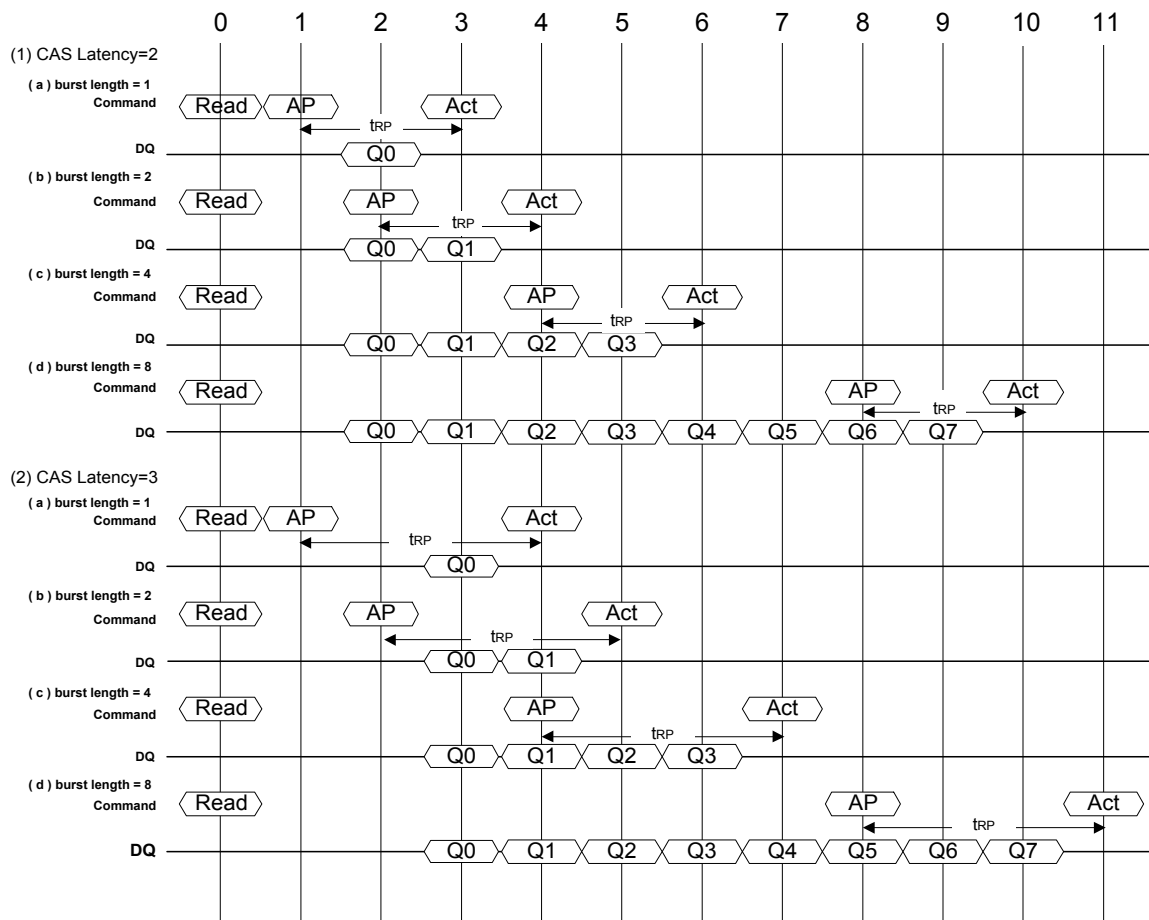 0 1 2 3 4 5 6 7 8 9 10 11
(1) CAS Latency=2
( a ) burst length = 1
Command Read AP Act
tRP
DQ Q0
( b ) burst length = 2
Command Read AP Act
tRP
DQ Q0 Q1
( c ) burst length = 4
Command Read AP Act
tRP
DQ Q0 Q1 Q2 Q3
( d ) burst length = 8
Command Read AP Act
tRP
DQ Q0 Q1 Q2 Q3 Q4 Q5 Q6 Q7
(2) CAS Latency=3
( a ) burst length = 1
Command Read AP Act
tRP
DQ Q0
( b ) burst length = 2
Command Read AP Act
tRP
DQ Q0 Q1
( c ) burst length = 4
Command Read AP Act
tRP
DQ Q0 Q1 Q2 Q3
( d ) burst length = 8
Command Read AP Act
tRP
DQ Q0 Q1 Q2 Q3 Q4 Q5 Q6 Q7